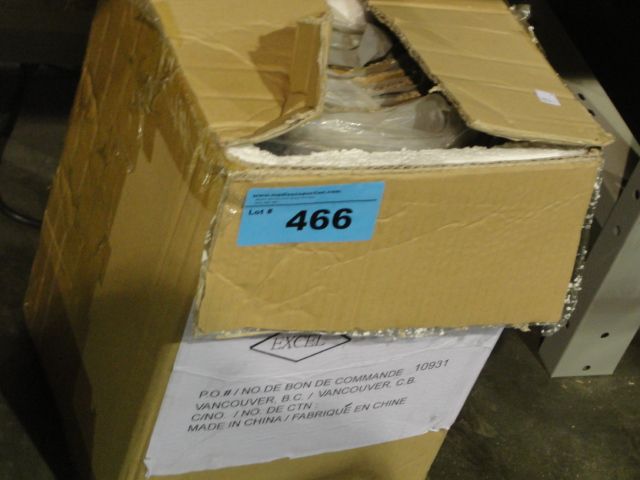 Lot # 466
EXCEL
P.O.# / NO.DE BON DE COMMANDE 10931
VANCOUVER, B.C. / VANCOUVER, C.B.
C/NO. / NO. DE CTN
MADE IN CHINA / FABRIQUÉ EN CHINE